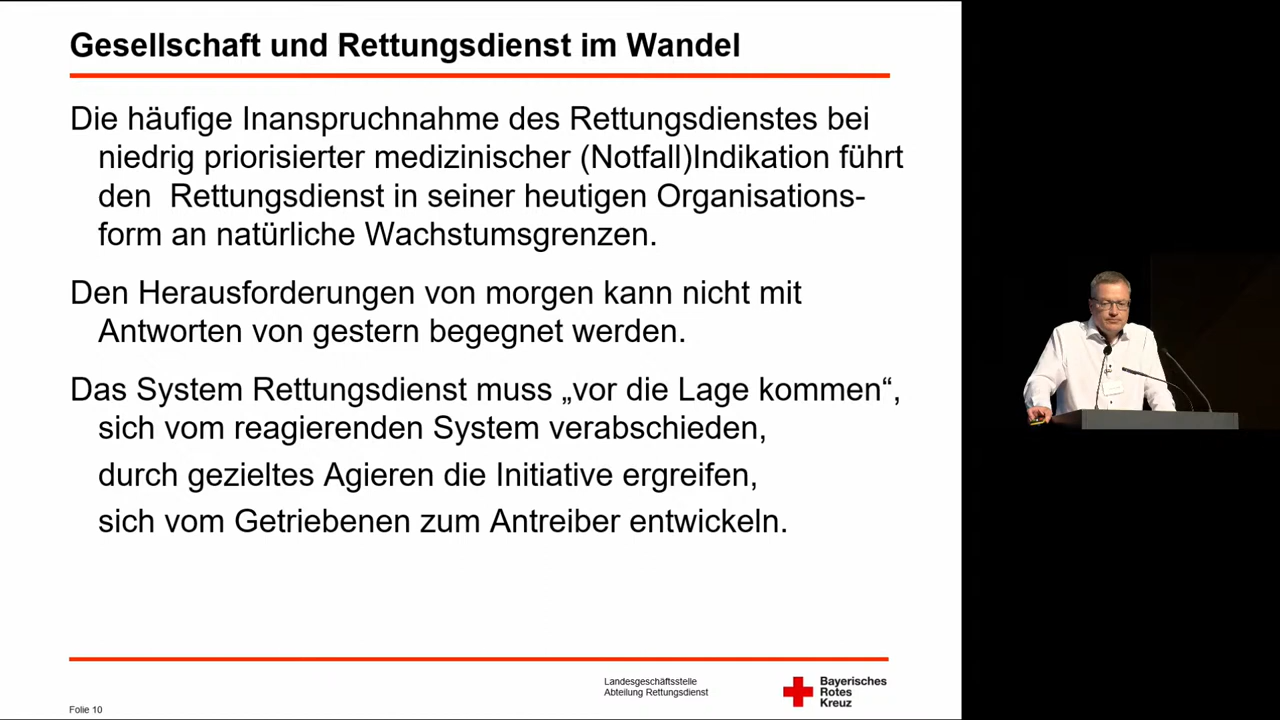 Gesellschaft und Rettungsdienst im Wandel
Die häufige Inanspruchnahme des Rettungsdienstes bei
niedrig priorisierter medizinischer (Notfall)Indikation führt
den Rettungsdienst in seiner heutigen Organisations-
form an natürliche Wachstumsgrenzen.
Den Herausforderungen von morgen kann nicht mit
Antworten von gestern begegnet werden.
Das System Rettungsdienst muss „vor die Lage kommen“,
sich vom reagierenden System verabschieden,
durch gezieltes Agieren die Initiative ergreifen,
sich vom Getriebenen zum Antreiber entwickeln.
Landesgeschäftsstelle
Abteilung Rettungsdienst
Bayerisches
Rotes
Kreuz
Folie 10